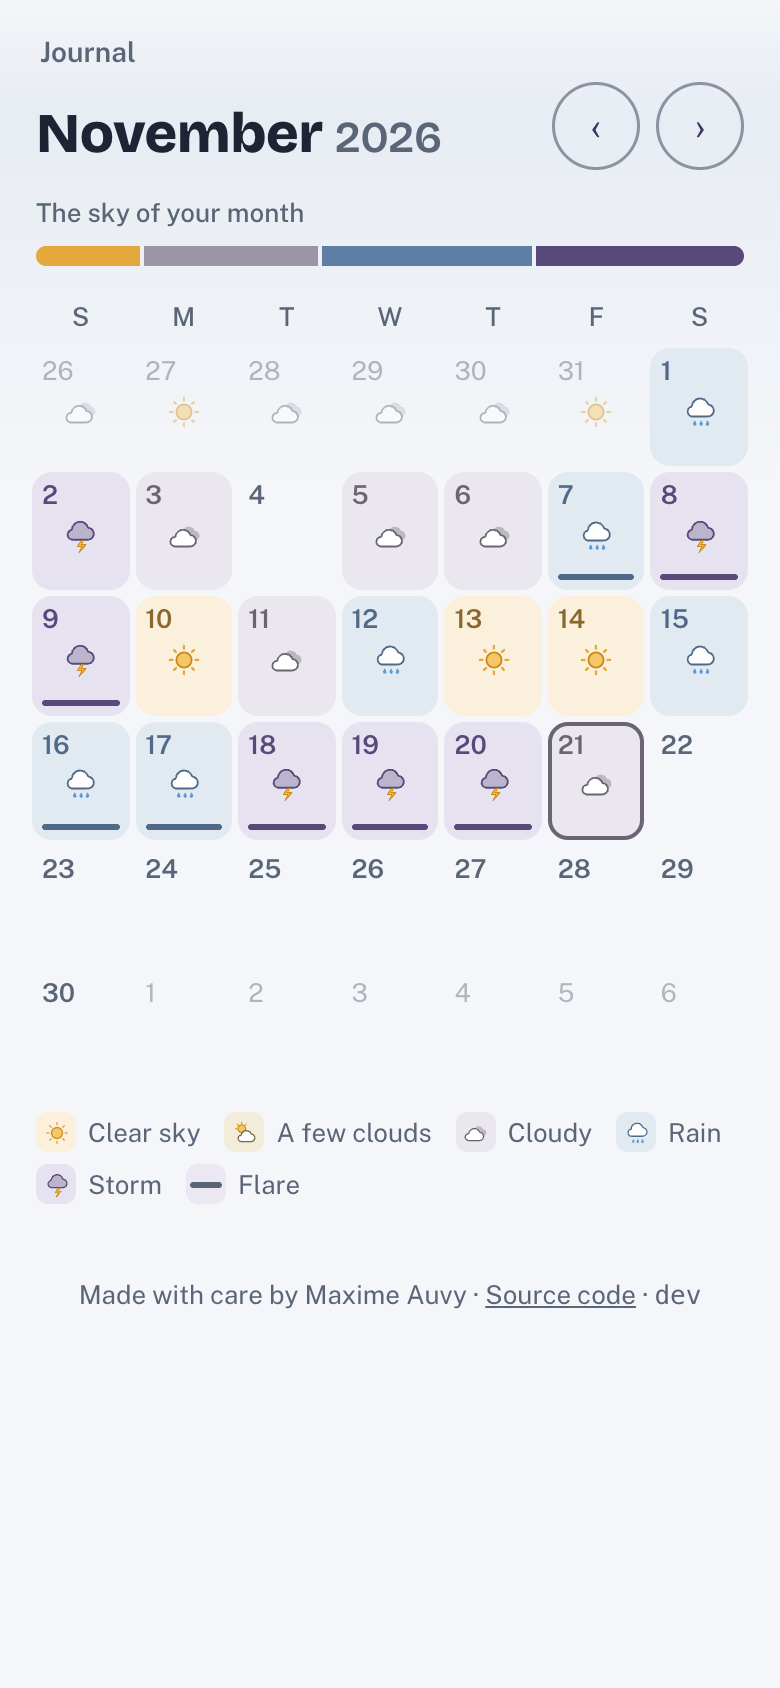 Journal
November 2026
‹ ›
The sky of your month
S M T W T F S
26 27 28 29 30 31 1
2 3 4 5 6 7 8
9 10 11 12 13 14 15
16 17 18 19 20 21 22
23 24 25 26 27 28 29
30 1 2 3 4 5 6
Clear sky A few clouds Cloudy Rain
Storm Flare
Made with care by Maxime Auvy · Source code · dev